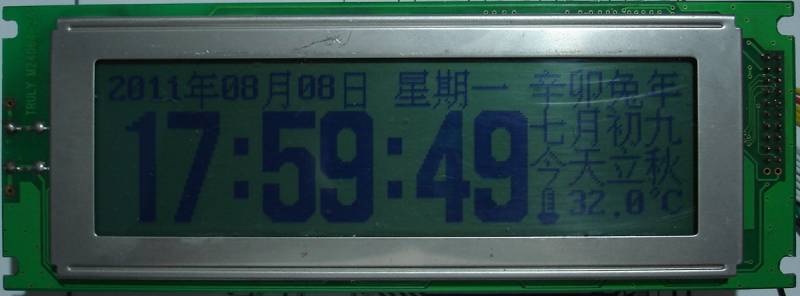 2011年08月08日 星期一 辛卯兔年
17:59:49
七月初九
今天立秋
32.0°C